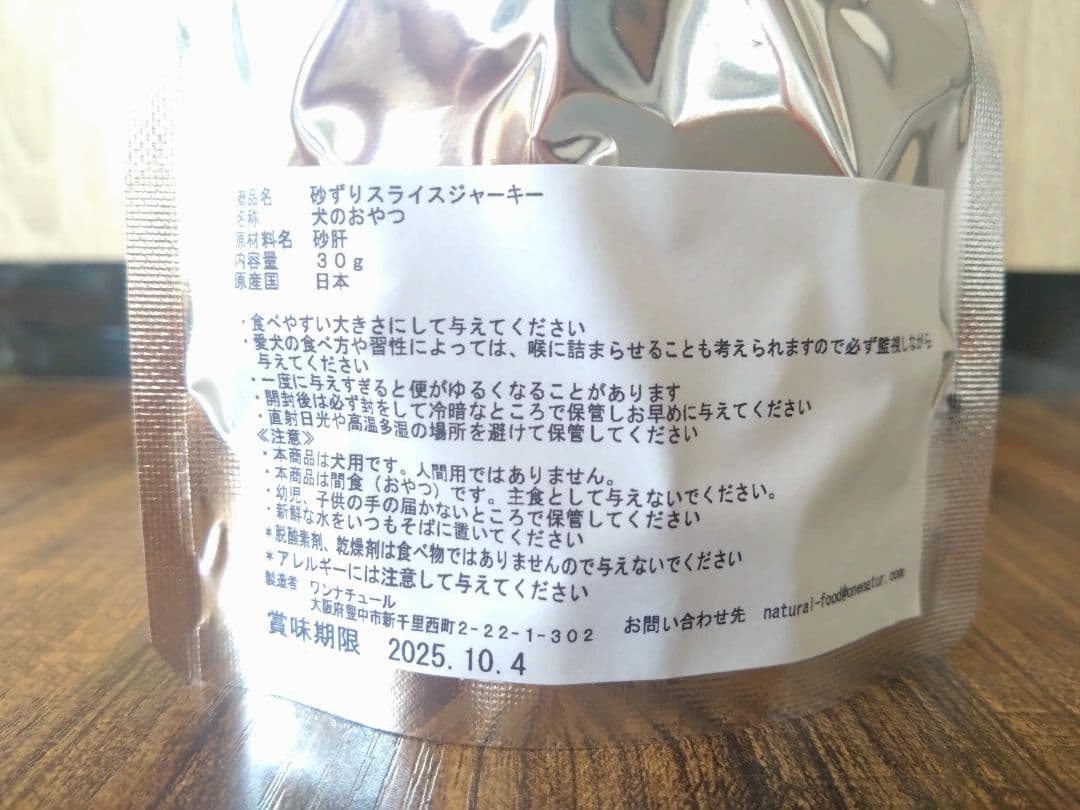 商品名 砂ずりスライスジャーキー
名称 犬のおやつ
原材料名 砂肝
内容量 30g
原産国 日本
・食べやすい大きさにして与えてください
・愛犬の食べ方や習性によっては、喉に詰まらせることも考えられますので必ず監視しながら
与えてください
・一度に与えすぎると便がゆるくなることがあります
・開封後は必ず封をして冷暗なところで保管しお早めに与えてください
・直射日光や高温多湿の場所を避けて保管してください
≪注意≫
・本商品は犬用です。人間用ではありません。
・本商品は間食（おやつ）です。主食として与えないでください。
・幼児、子供の手の届かないところで保管してください
・新鮮な水をいつもそばに置いてください
＊脱酸素剤、乾燥剤は食べ物ではありませんので与えないでください
＊アレルギーには注意して与えてください
製造者 ワンナチュール
大阪府豊中市新千里西町2-22-1-302 お問い合わせ先 natural-food@onenatur.com
賞味期限 2025.10.4